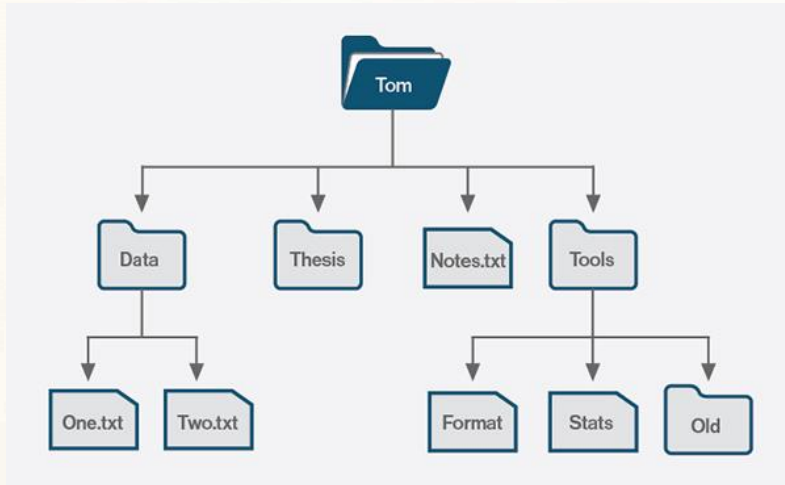 Tom
Data
Thesis
Notes.txt
Tools
One.txt
Two.txt
Format
Stats
Old